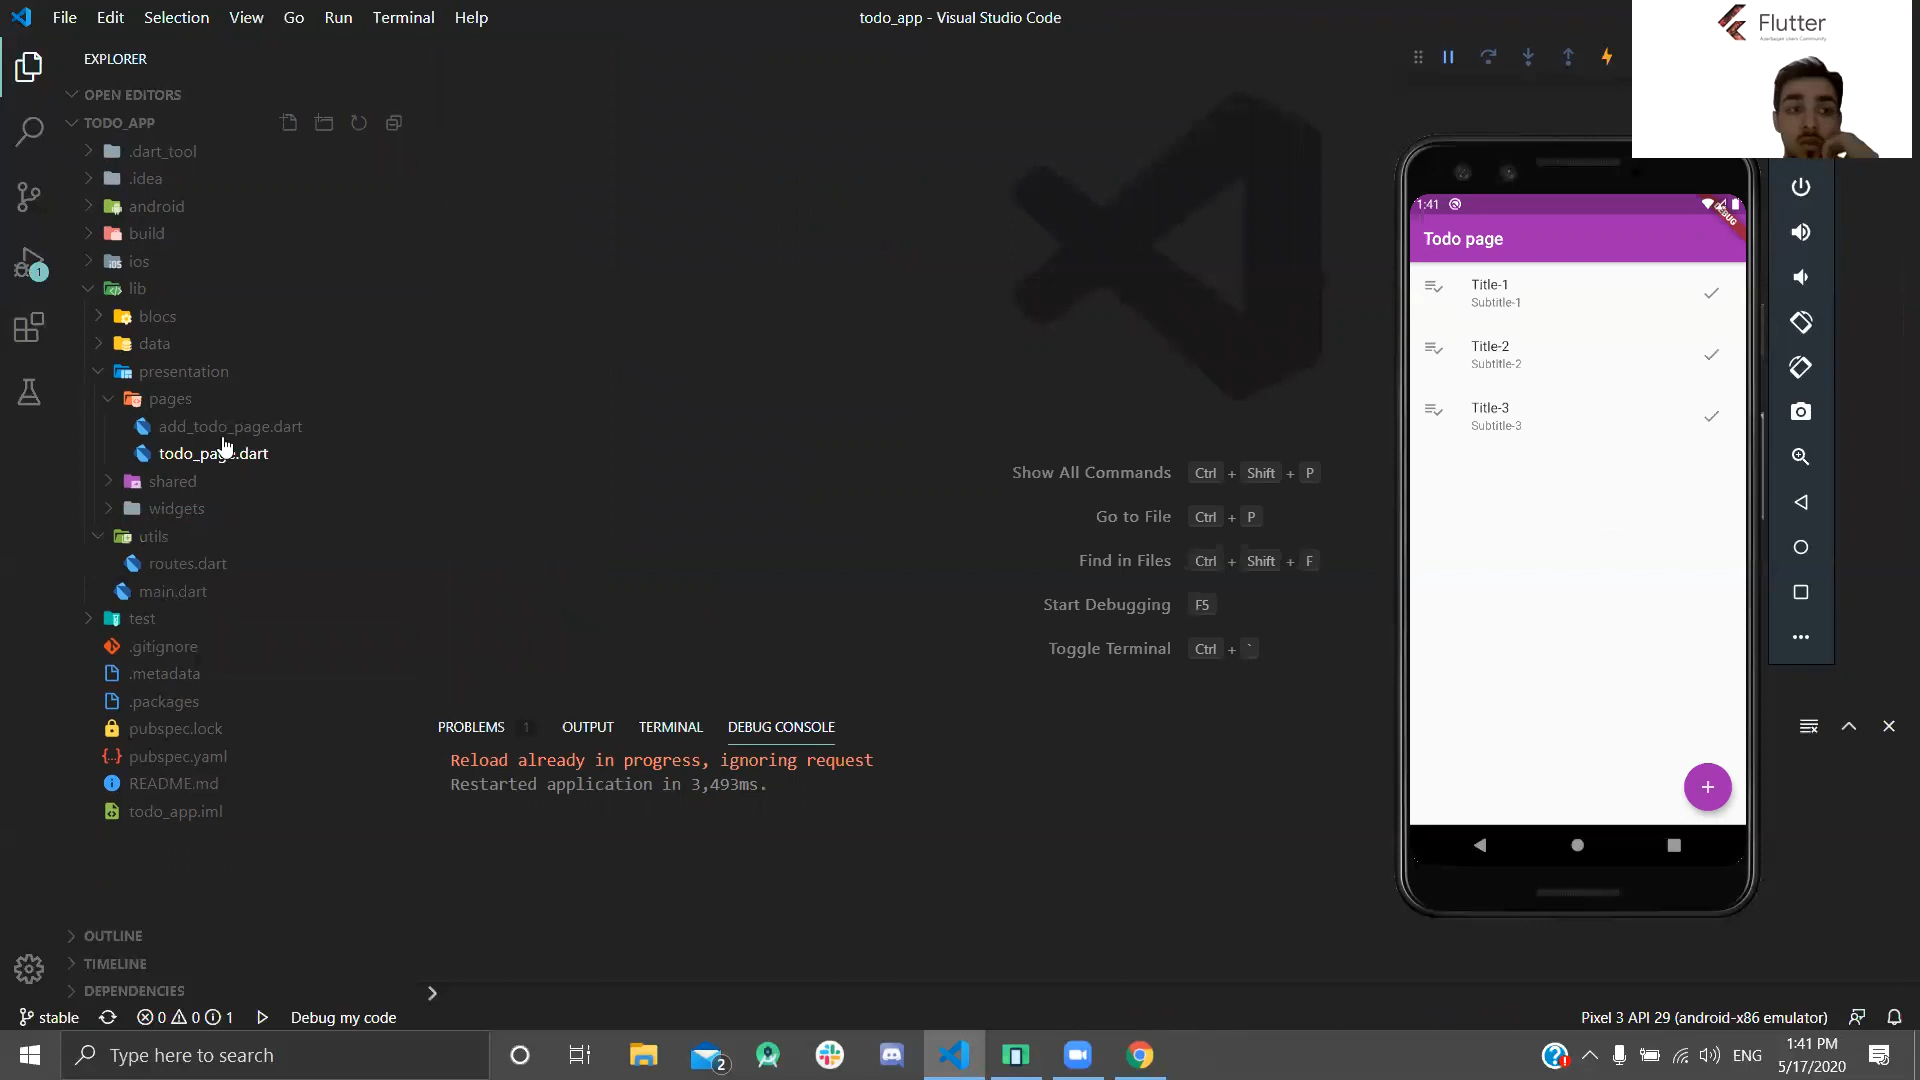 File Edit Selection View Go Run Terminal Help
todo_app - Visual Studio Code
Flutter
Azerbaijan Users Community
EXPLORER
OPEN EDITORS
TODO_APP
.dart_tool
.idea
android
build
ios
lib
blocs
data
presentation
pages
add_todo_page.dart
todo_page.dart
shared
widgets
utils
routes.dart
main.dart
test
.gitignore
.metadata
.packages
pubspec.lock
pubspec.yaml
README.md
todo_app.iml
OUTLINE
TIMELINE
DEPENDENCIES
1
Show All Commands Ctrl + Shift + P
Go to File Ctrl + P
Find in Files Ctrl + Shift + F
Start Debugging F5
Toggle Terminal Ctrl + `
PROBLEMS 1 OUTPUT TERMINAL DEBUG CONSOLE
Reload already in progress, ignoring request
Restarted application in 3,493ms.
1:41
DEBUG
Todo page
Title-1
Subtitle-1
Title-2
Subtitle-2
Title-3
Subtitle-3
stable 0 0 1 Debug my code
Pixel 3 API 29 (android-x86 emulator)
Type here to search
2
ENG
1:41 PM
5/17/2020